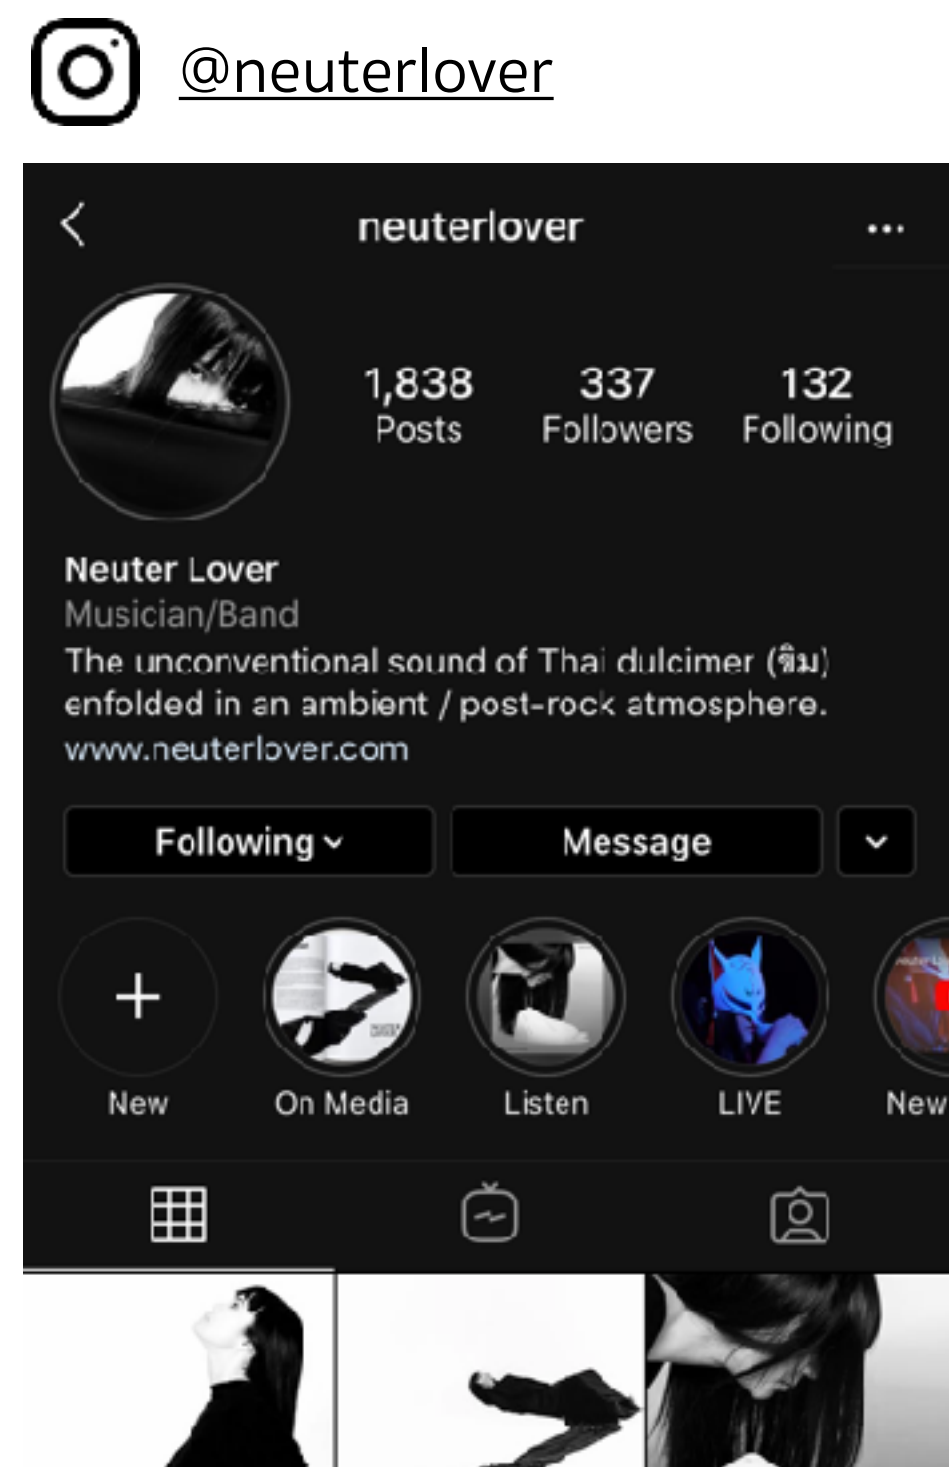 @neuterlover
neuterlover
1,838 337 132
Posts Followers Following
Neuter Lover
Musician/Band
The unconventional sound of Thai dulcimer (ขิม)
enfolded in an ambient / post-rock atmosphere.
www.neuterlover.com
Following Message
New On Media Listen LIVE New